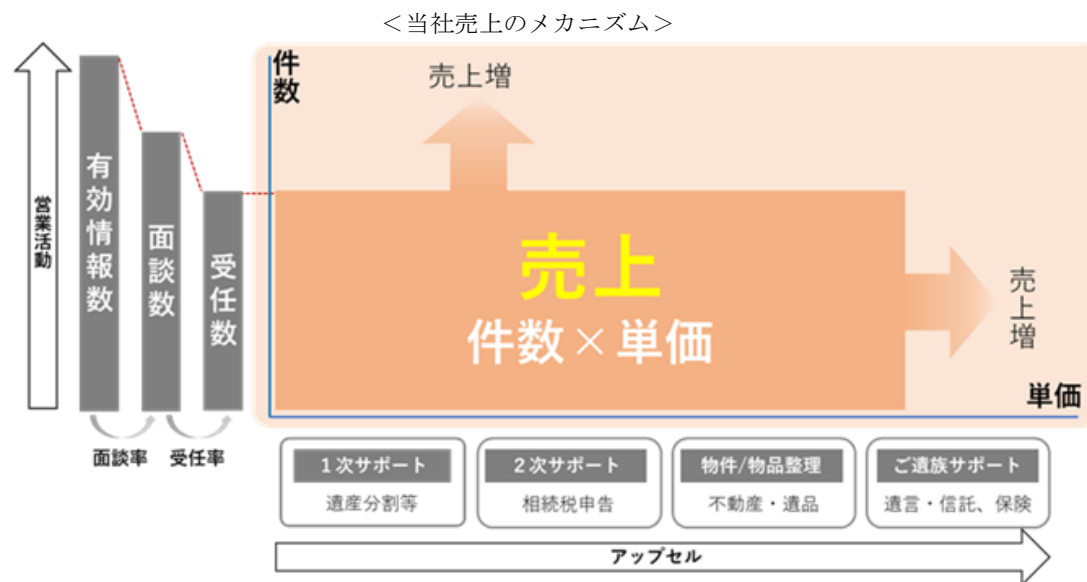 ＜当社売上のメカニズム＞
件数
売上増
営業活動
有効情報数
面談数
受任数
売上
件数×単価
売上増
単価
面談率
受任率
1次サポート
遺産分割等
2次サポート
相続税申告
物件/物品整理
不動産・遺品
ご遺族サポート
遺言・信託、保険
アップセル